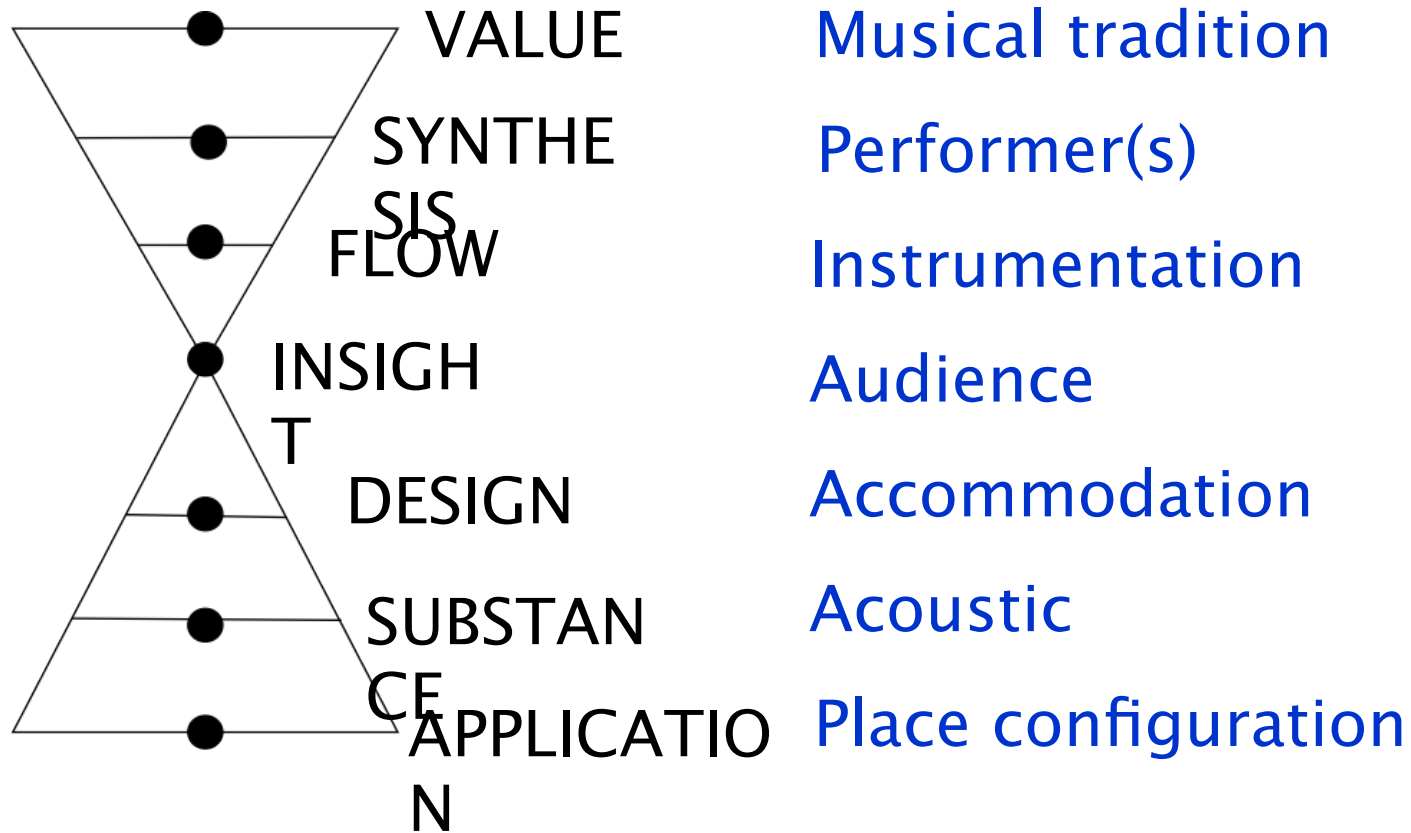 VALUE
Musical tradition
SYNTHE
SIS
Performer(s)
FLOW
Instrumentation
INSIGH
T
Audience
DESIGN
Accommodation
SUBSTAN
CE
Acoustic
APPLICATIO
N
Place configuration